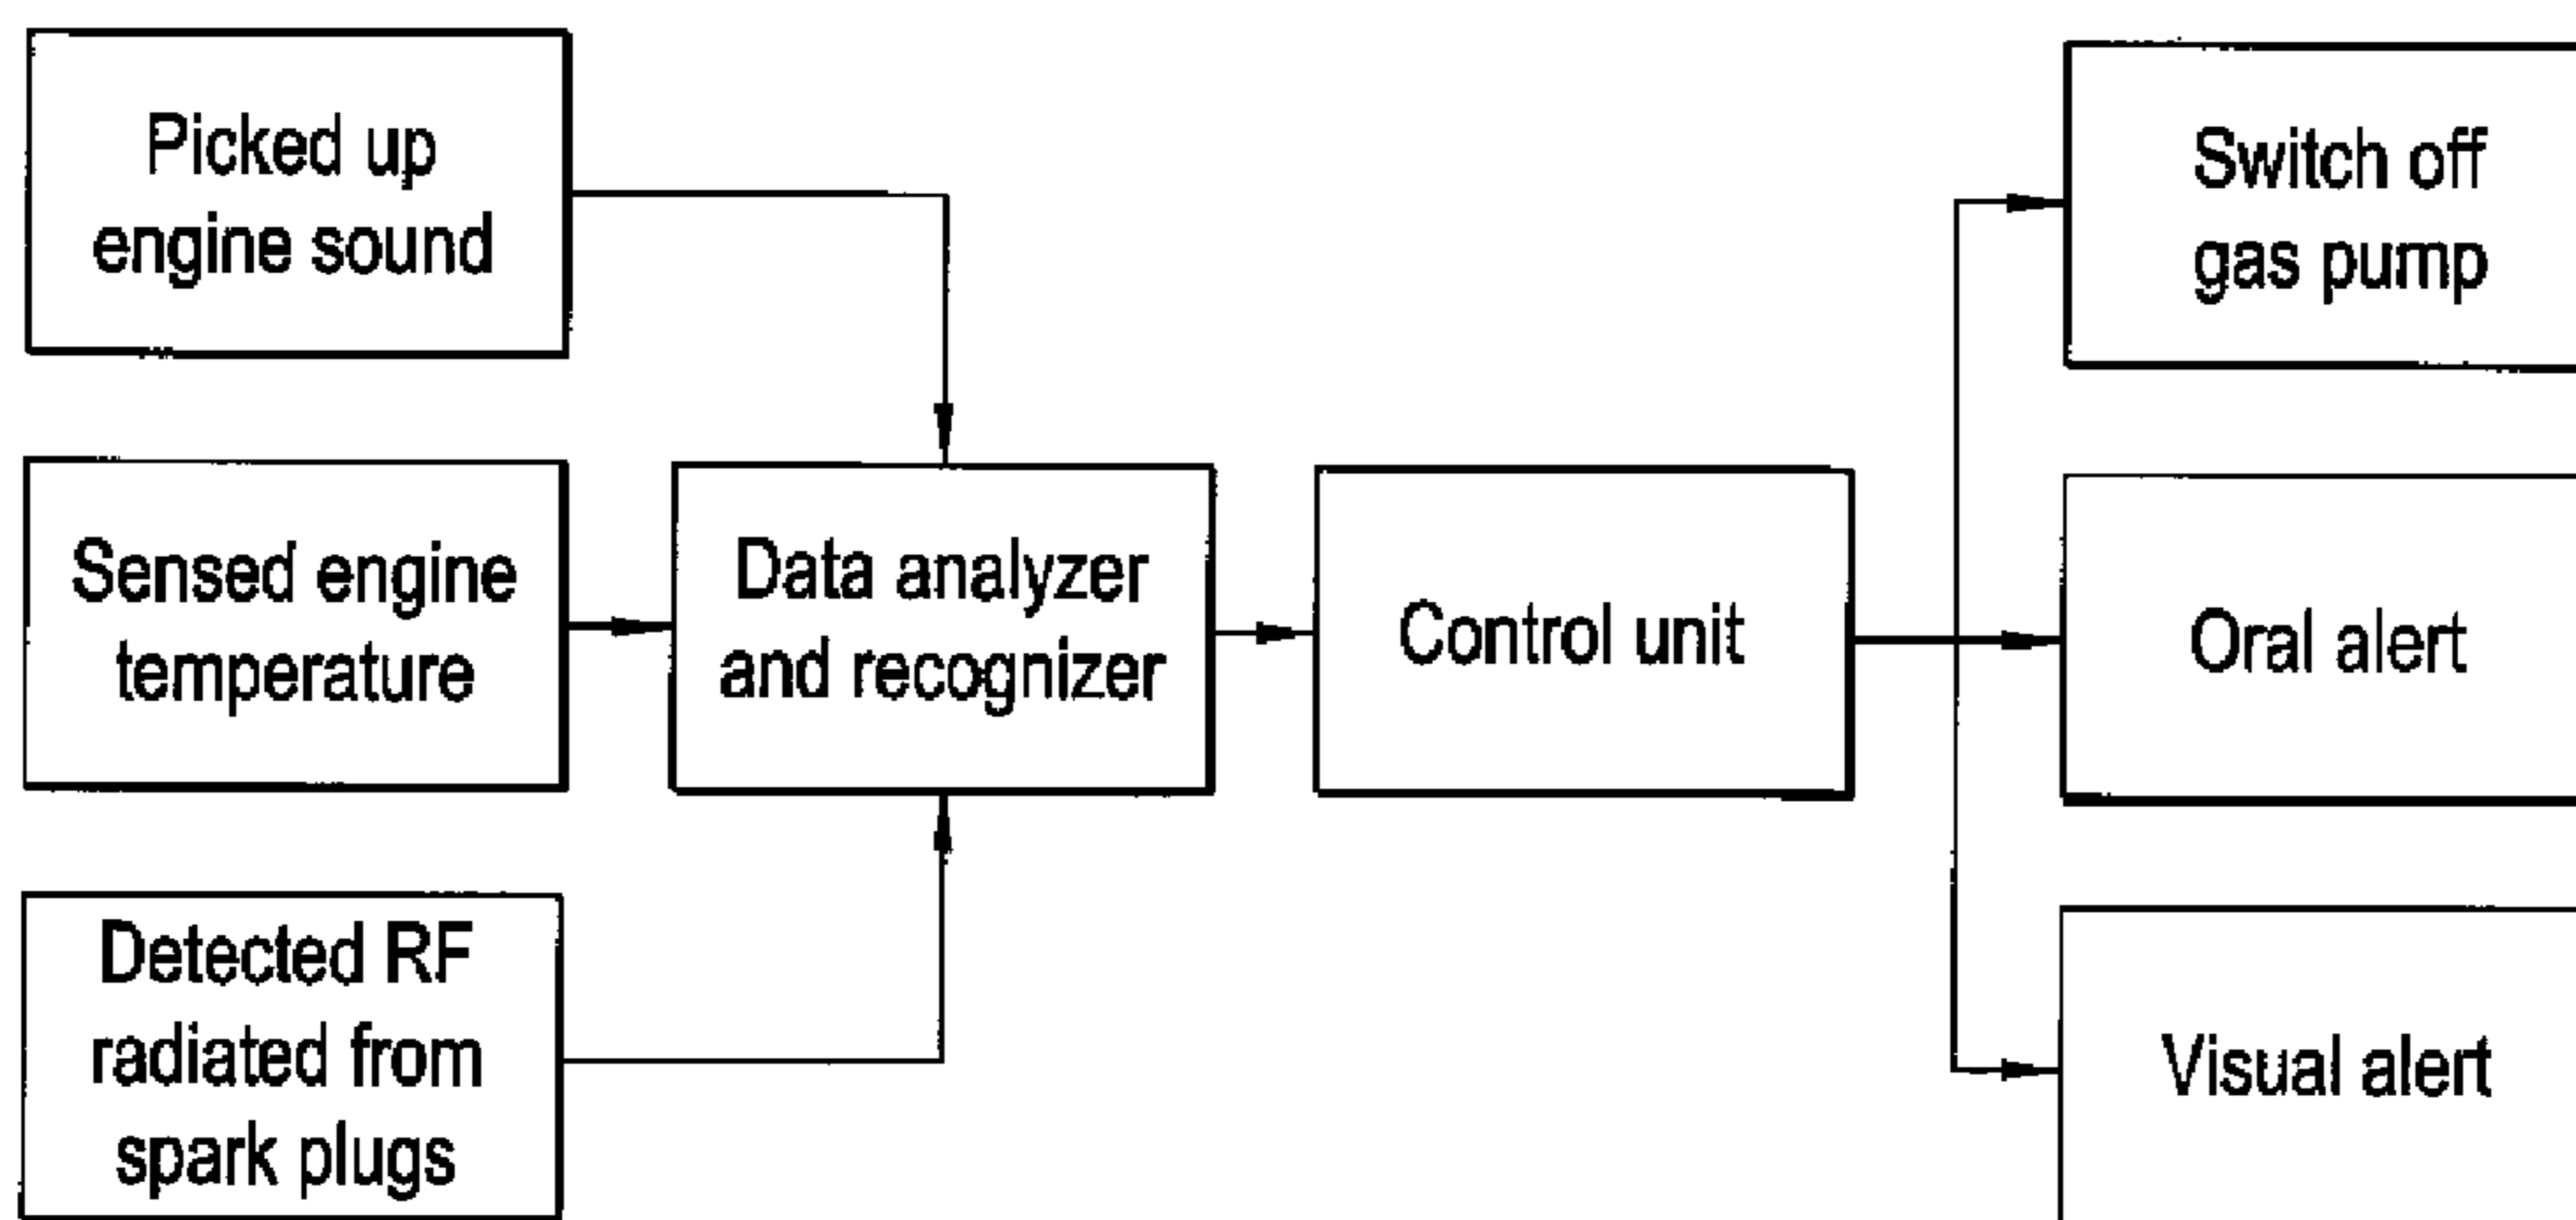 Picked up
engine sound
Switch off
gas pump
Sensed engine
temperature
Data analyzer
and recognizer
Control unit
Oral alert
Detected RF
radiated from
spark plugs
Visual alert